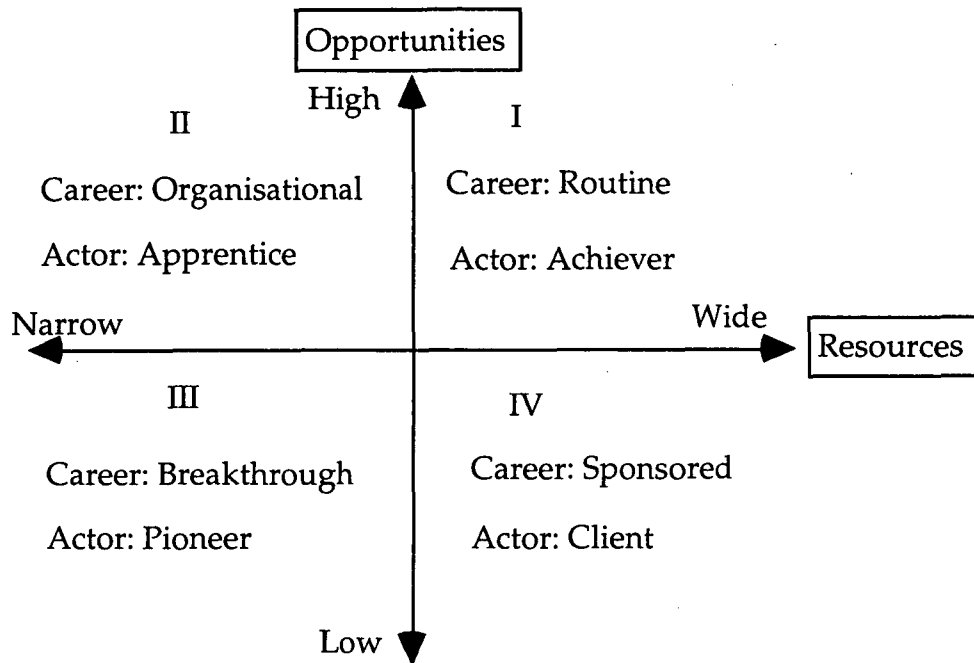 Opportunities
High
II
I
Career: Organisational
Career: Routine
Actor: Apprentice
Actor: Achiever
Narrow
Wide
Resources
III
IV
Career: Breakthrough
Career: Sponsored
Actor: Pioneer
Actor: Client
Low